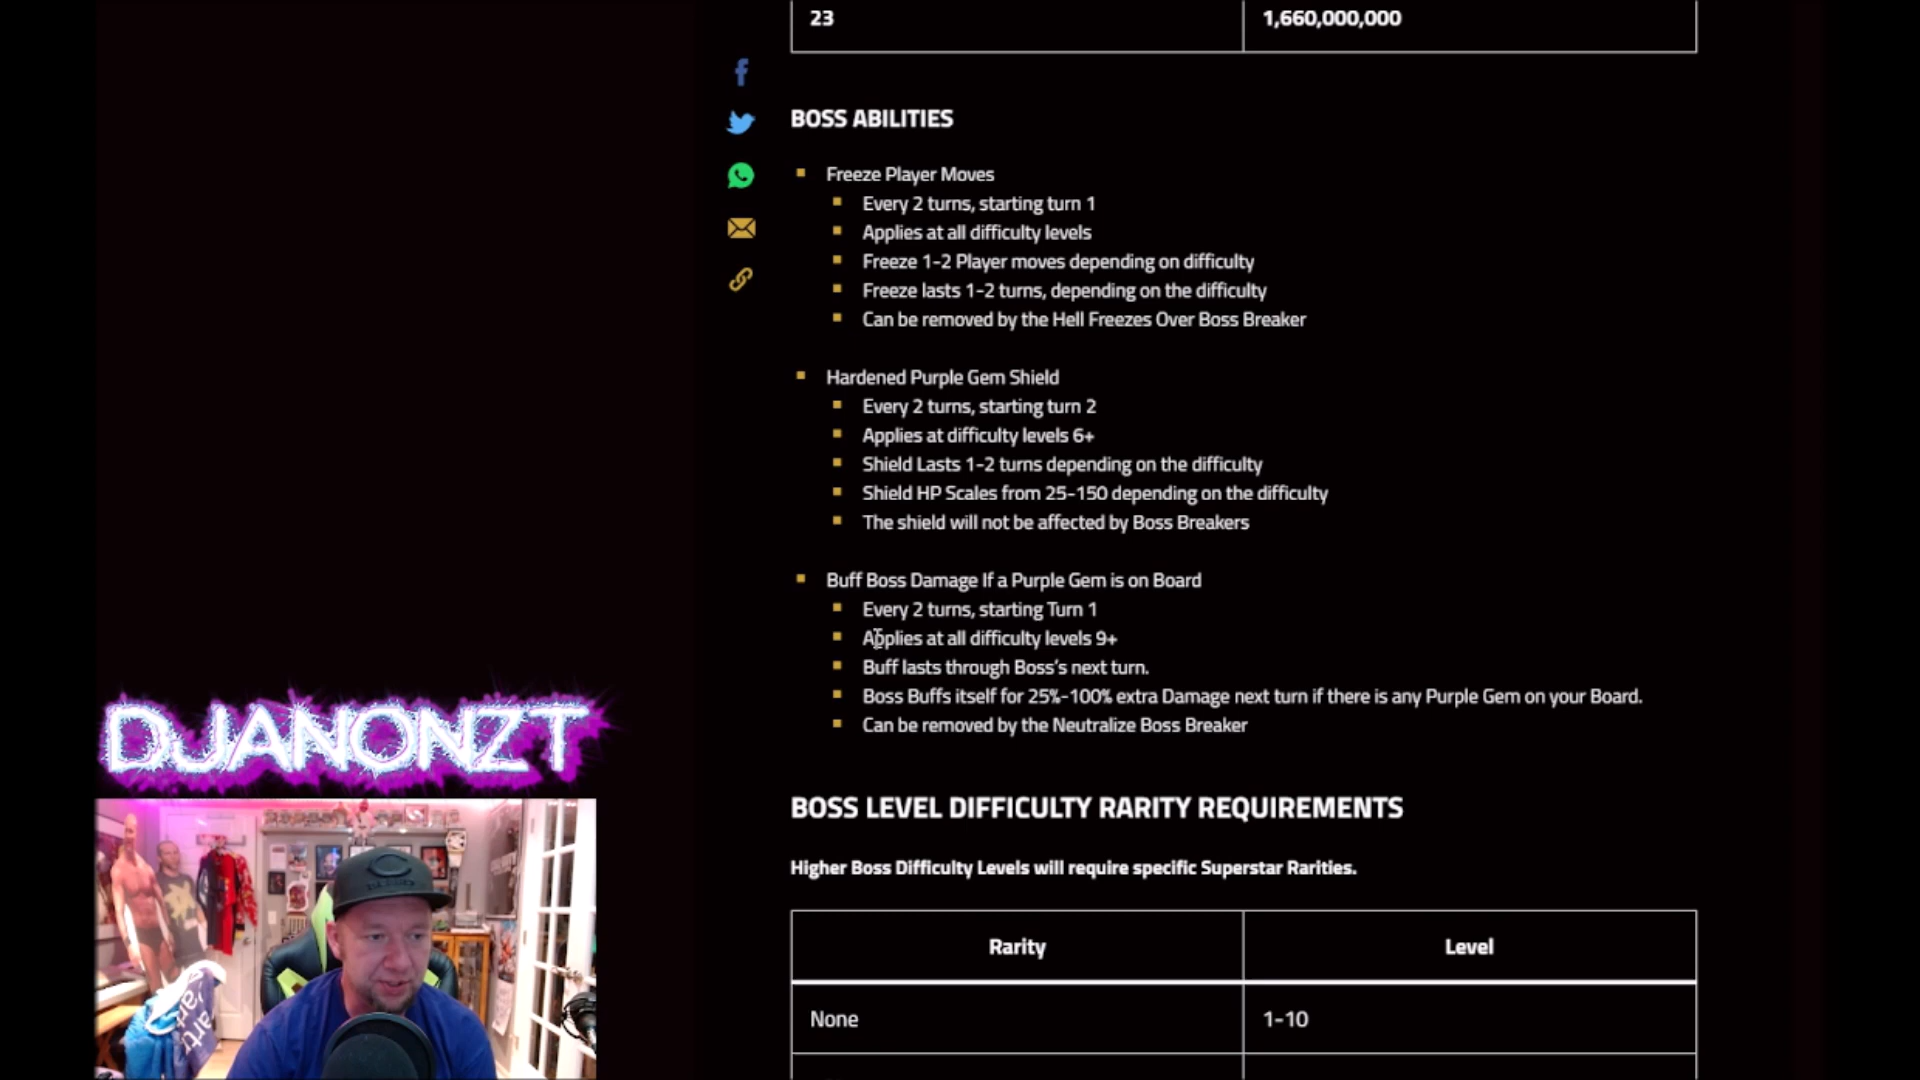 23
1,660,000,000
BOSS ABILITIES
Freeze Player Moves
Every 2 turns, starting turn 1
Applies at all difficulty levels
Freeze 1-2 Player moves depending on difficulty
Freeze lasts 1-2 turns, depending on the difficulty
Can be removed by the Hell Freezes Over Boss Breaker
Hardened Purple Gem Shield
Every 2 turns, starting turn 2
Applies at difficulty levels 6+
Shield Lasts 1-2 turns depending on the difficulty
Shield HP Scales from 25-150 depending on the difficulty
The shield will not be affected by Boss Breakers
Buff Boss Damage If a Purple Gem is on Board
Every 2 turns, starting Turn 1
Applies at all difficulty levels 9+
Buff lasts through Boss's next turn.
Boss Buffs itself for 25%-100% extra Damage next turn if there is any Purple Gem on your Board.
Can be removed by the Neutralize Boss Breaker
DJANONZT
BOSS LEVEL DIFFICULTY RARITY REQUIREMENTS
Higher Boss Difficulty Levels will require specific Superstar Rarities.
Rarity
Level
None
1-10